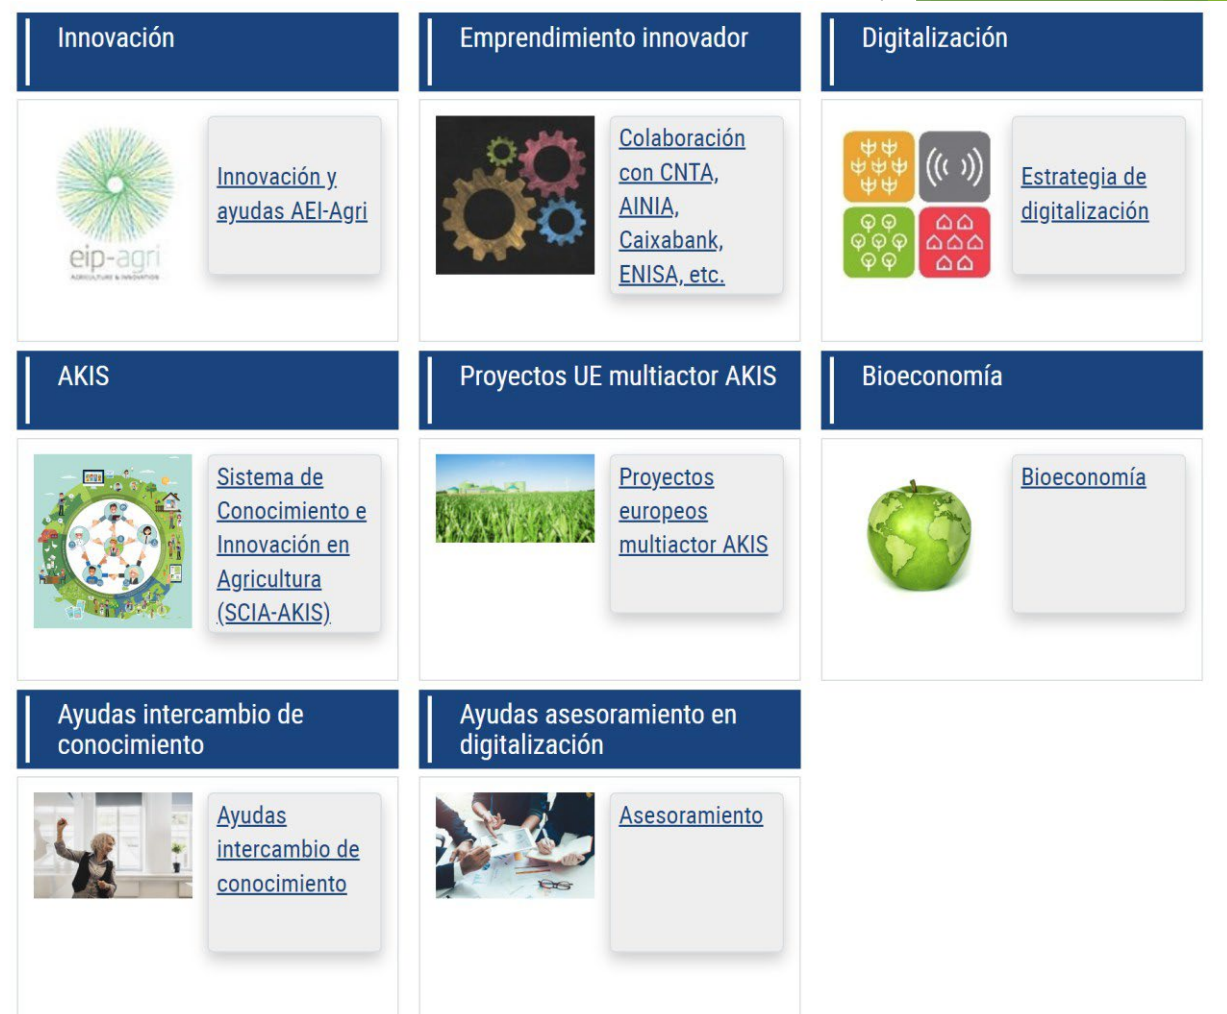 Innovación
Emprendimiento innovador
Digitalización
eip-agri
AGRICULTURE & INNOVATION
Innovación y
ayudas AEI-Agri
Colaboración
con CNTA,
AINIA,
Caixabank,
ENISA, etc.
Estrategia de
digitalización
AKIS
Proyectos UE multiactor AKIS
Bioeconomía
Sistema de
Conocimiento e
Innovación en
Agricultura
(SCIA-AKIS)
Proyectos
europeos
multiactor AKIS
Bioeconomía
Ayudas intercambio de
conocimiento
Ayudas asesoramiento en
digitalización
Ayudas
intercambio de
conocimiento
Asesoramiento